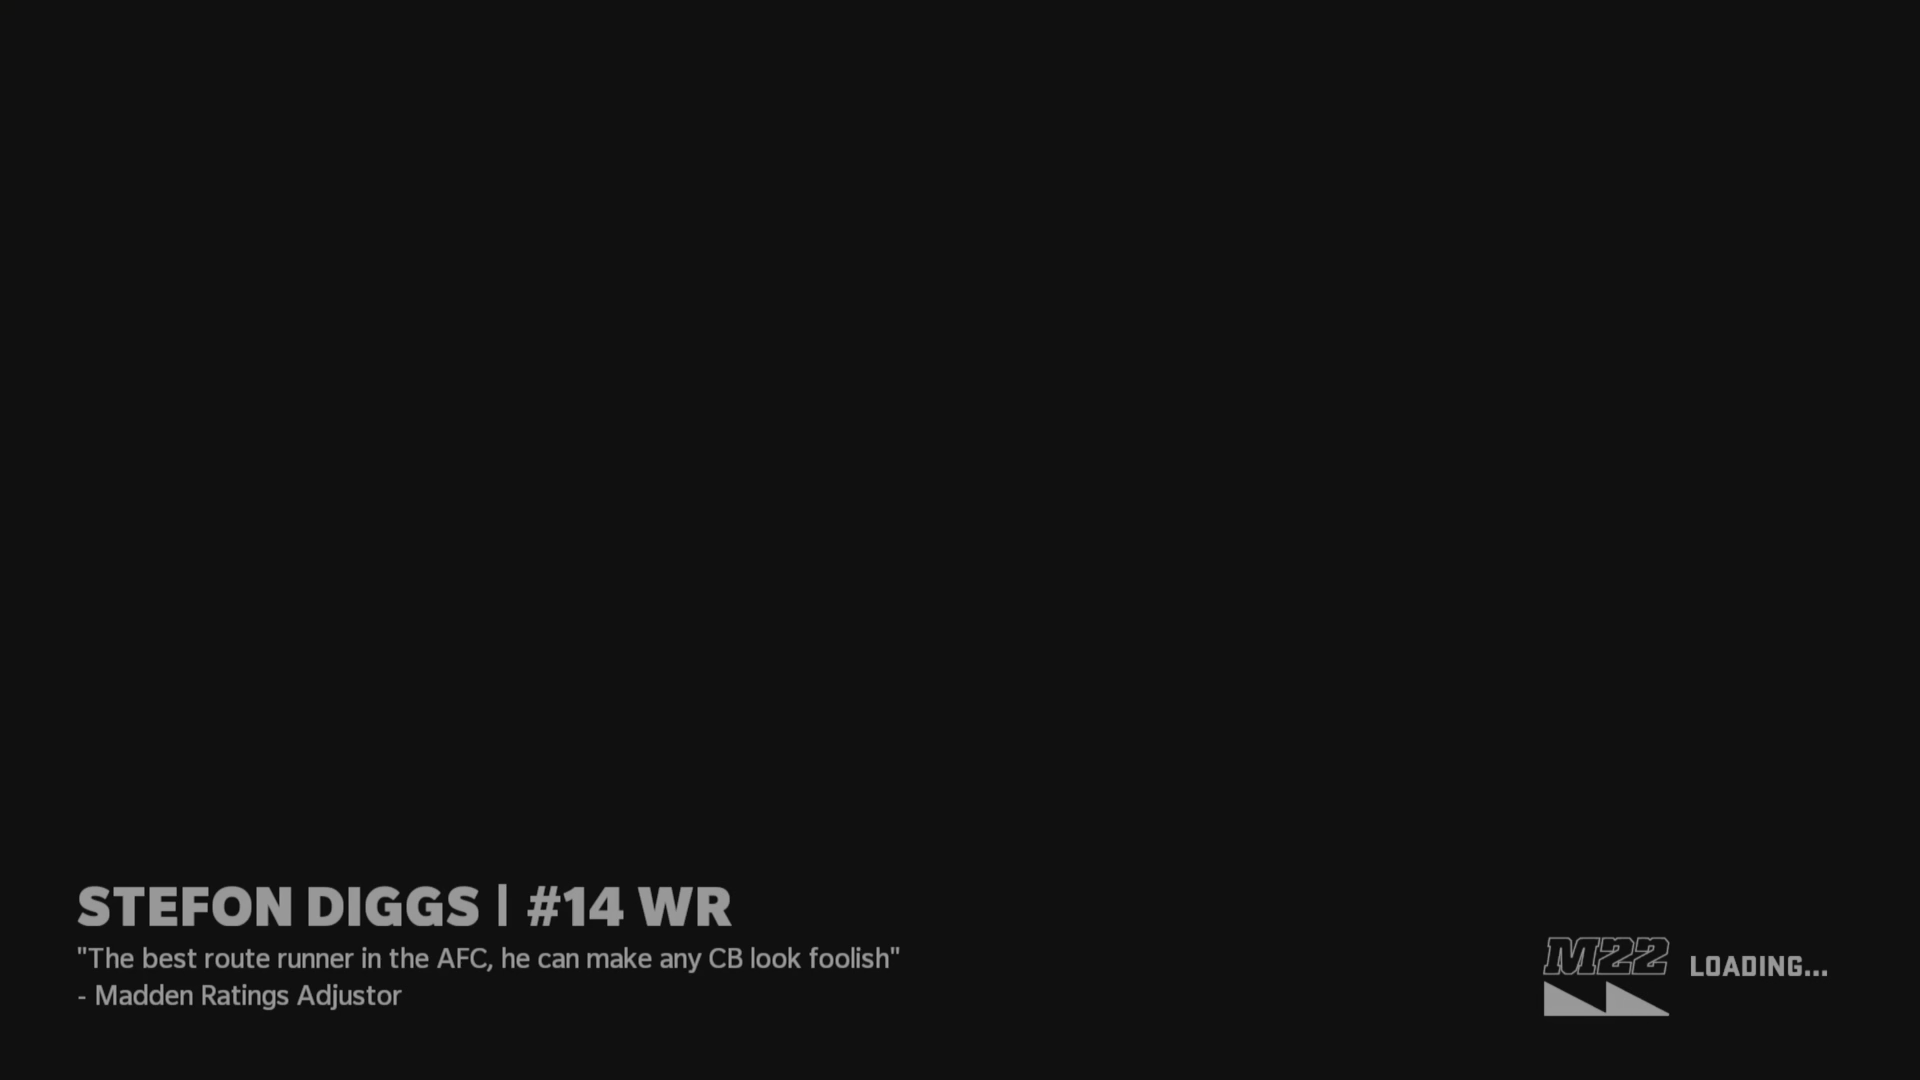 STEFON DIGGS | #14 WR
"The best route runner in the AFC, he can make any CB look foolish"
- Madden Ratings Adjustor
M22
LOADING...